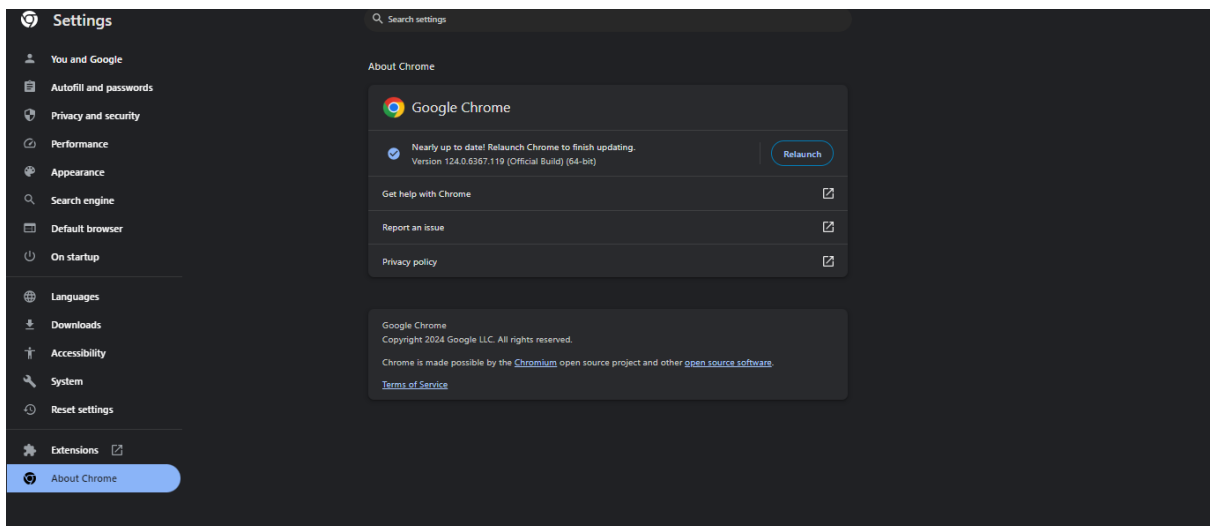 Settings
Search settings
You and Google
Autofill and passwords
Privacy and security
Performance
Appearance
Search engine
Default browser
On startup
Languages
Downloads
Accessibility
System
Reset settings
Extensions
About Chrome
About Chrome
Google Chrome
Nearly up to date! Relaunch Chrome to finish updating.
Version 124.0.6367.119 (Official Build) (64-bit)
Relaunch
Get help with Chrome
Report an issue
Privacy policy
Google Chrome
Copyright 2024 Google LLC. All rights reserved.
Chrome is made possible by the Chromium open source project and other open source software.
Terms of Service